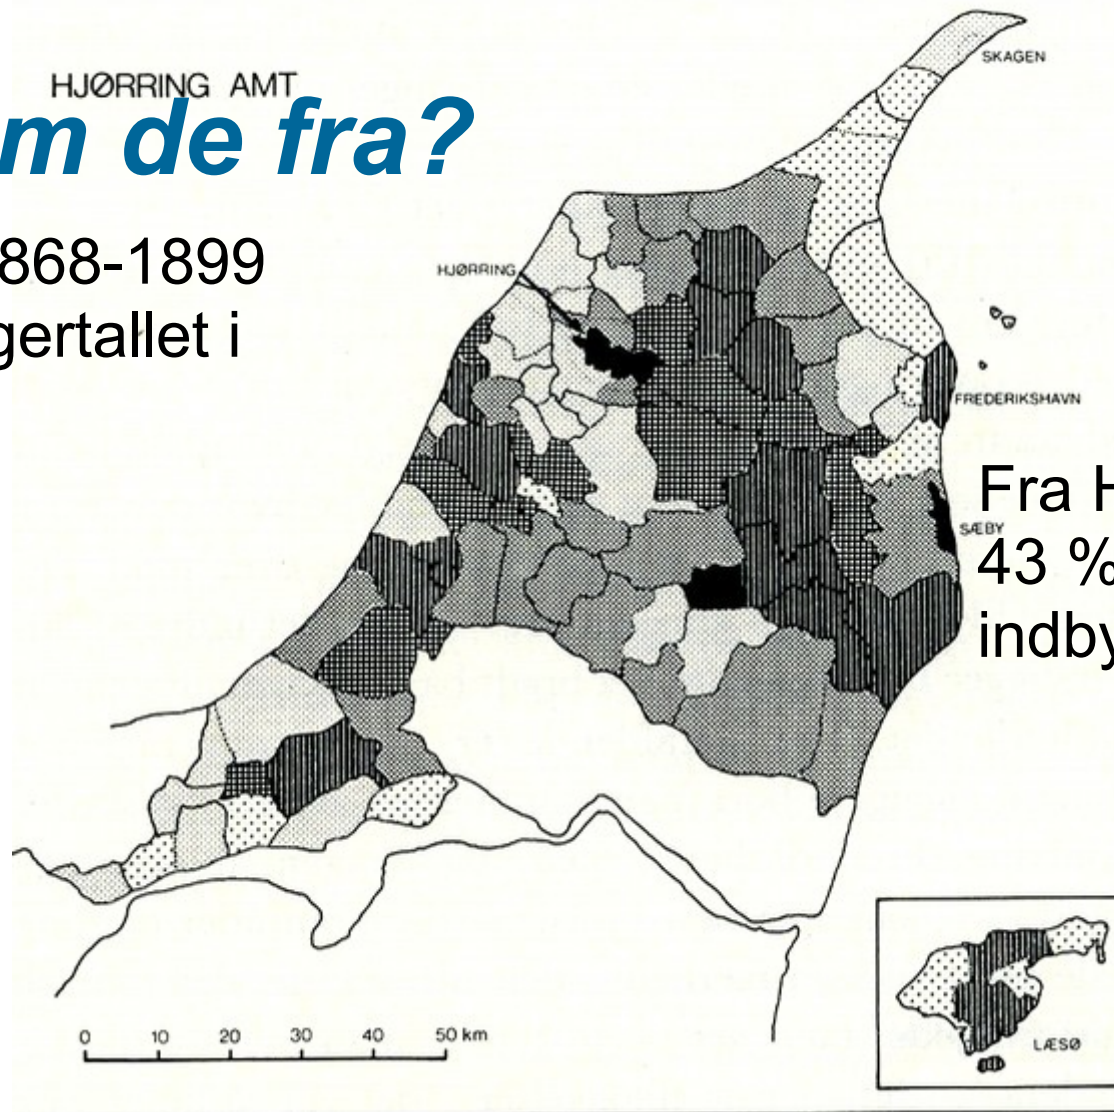 HJØRRING AMT
m de fra?
868-1899
gertallet i
SKAGEN
HJØRRING
FREDERIKSHAVN
Fra H
SÆBY
43 %
indby
0 10 20 30 40 50 km
LÆSØ